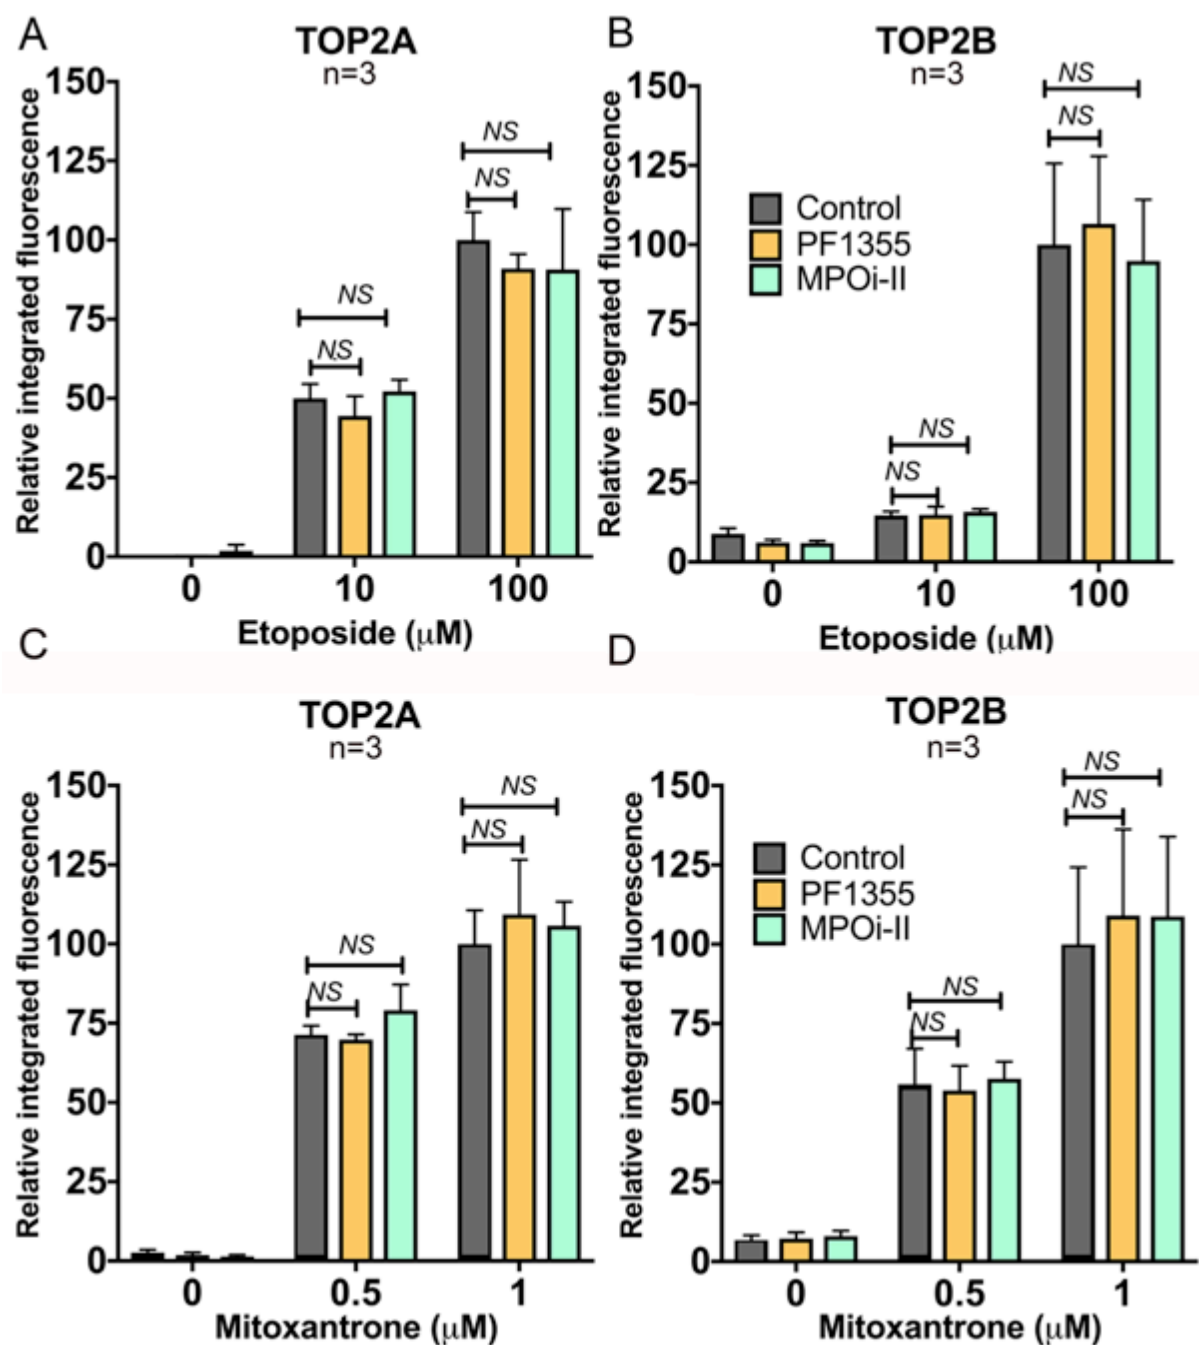 A
TOP2A
n=3
Relative integrated fluorescence
150
125
100
75
50
25
0
NS
NS
NS
NS
0 10 100
Etoposide (μM)
B
TOP2B
n=3
Relative integrated fluorescence
150
125
100
75
50
25
0
NS
NS
Control
PF1355
MPOi-II
NS
NS
0 10 100
Etoposide (μM)
C
TOP2A
n=3
Relative integrated fluorescence
150
125
100
75
50
25
0
NS
NS
NS
NS
0 0.5 1
Mitoxantrone (μM)
D
TOP2B
n=3
Relative integrated fluorescence
150
125
100
75
50
25
0
NS
NS
Control
PF1355
MPOi-II
NS
NS
0 0.5 1
Mitoxantrone (μM)